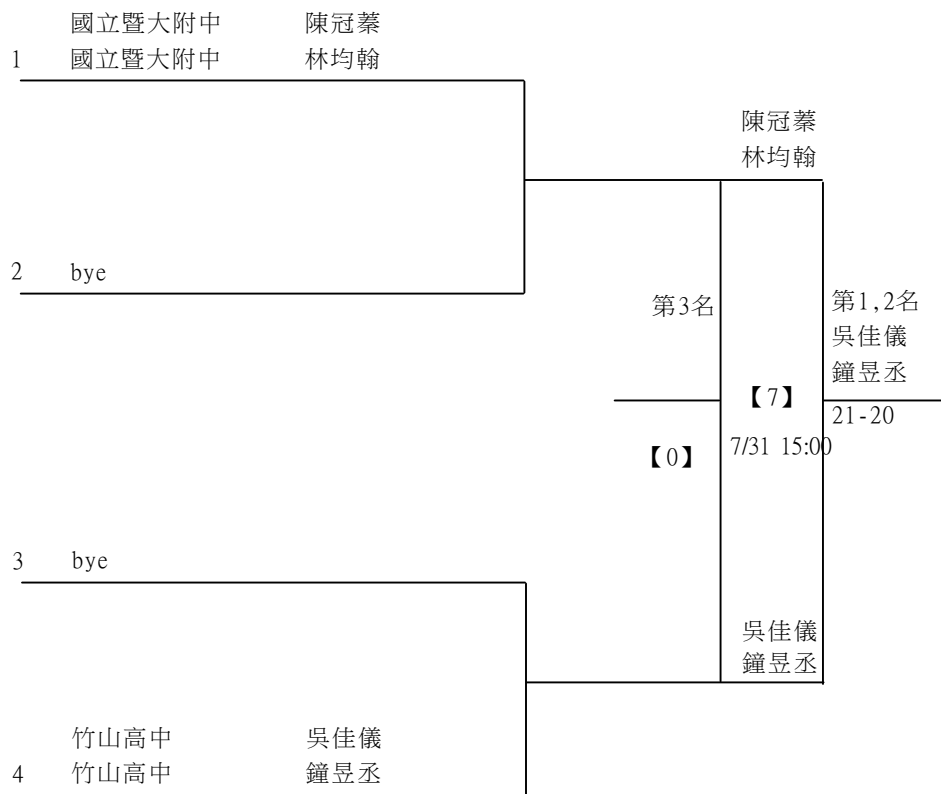 國立暨大附中 陳冠蓁
1 國立暨大附中 林均翰
陳冠蓁
林均翰
2 bye
第3名
第1,2名
吳佳儀
鐘昱丞
【7】
21-20
【0】
7/31 15:00
3 bye
吳佳儀
鐘昱丞
竹山高中 吳佳儀
4 竹山高中 鐘昱丞